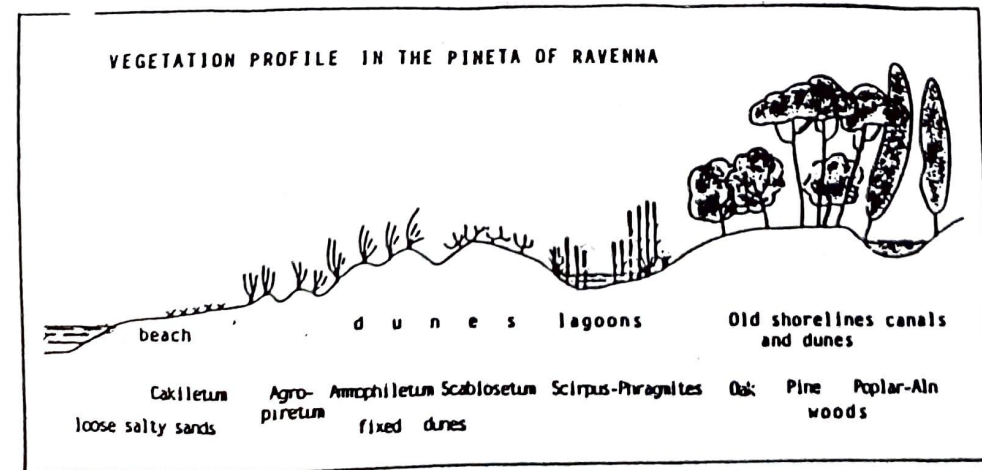 VEGETATION PROFILE IN THE PINETA OF RAVENNA
beach
dunes lagoons
Old shorelines canals
and dunes
Cakiletum Agro-
piretum Ammophiletum Scabiosetum Scirpus-Phragmites Oak Pine Poplar-Aln
woods
loose salty sands fixed dunes